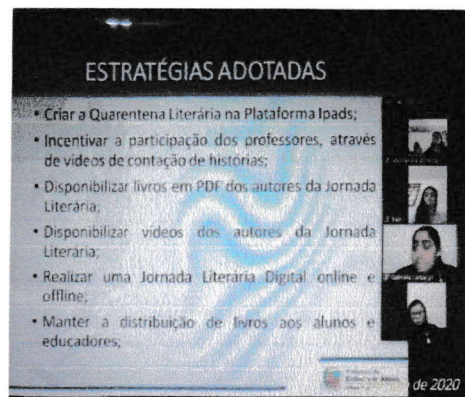 ESTRATÉGIAS ADOTADAS
• Criar a Quarentena Literária na Plataforma Ipads;
• Incentivar a participação dos professores, através
de vídeos de contação de histórias;
• Disponibilizar livros em PDF dos autores da Jornada
Literária;
• Disponibilizar vídeos dos autores da Jornada
Literária;
• Realizar uma Jornada Literária Digital online e
offline;
• Manter a distribuição de livros aos alunos e
educadores;
de 2020